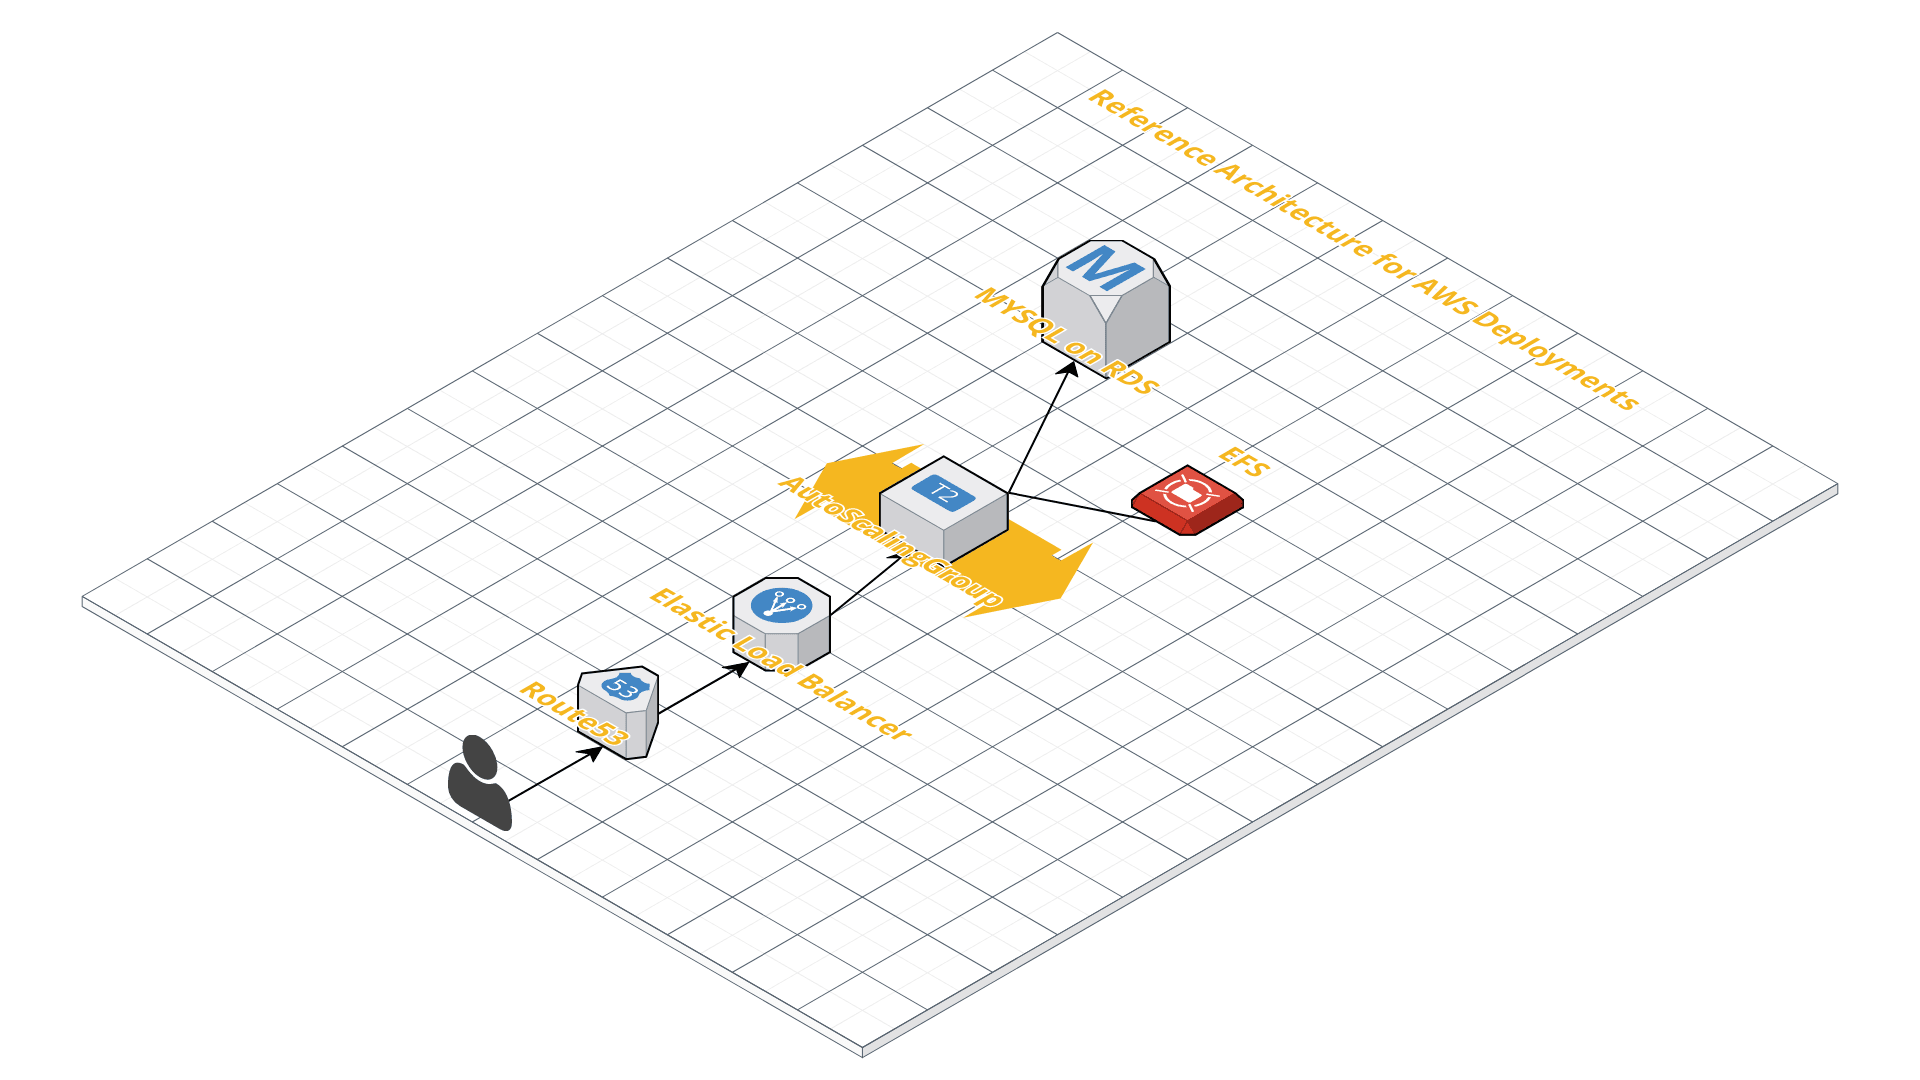 Reference Architecture for AWS Deployments
M
MYSQL on RDS
EFS
T2
AutoScalingGroup
Elastic Load Balancer
53
Route53